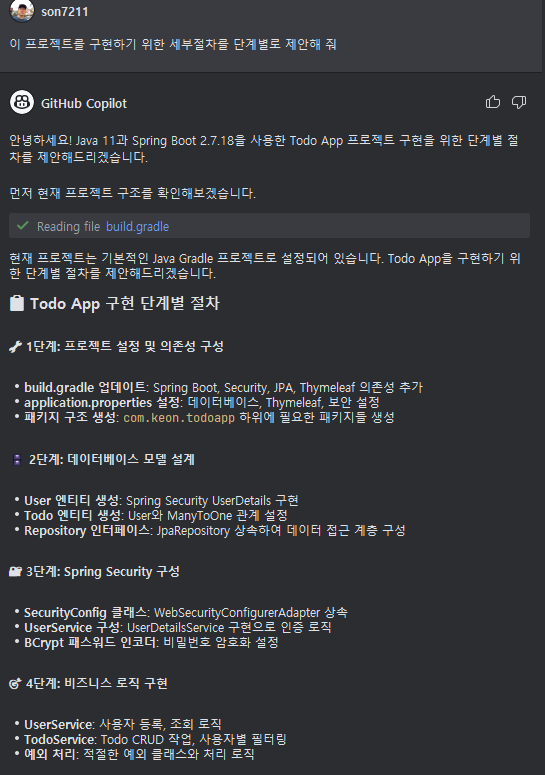 son7211
이 프로젝트를 구현하기 위한 세부절차를 단계별로 제안해 줘
GitHub Copilot
안녕하세요! Java 11과 Spring Boot 2.7.18을 사용한 Todo App 프로젝트 구현을 위한 단계별 절
차를 제안해드리겠습니다.
먼저 현재 프로젝트 구조를 확인해보겠습니다.
Reading file build.gradle
현재 프로젝트는 기본적인 Java Gradle 프로젝트로 설정되어 있습니다. Todo App을 구현하기 위
한 단계별 절차를 제안해드리겠습니다.
📋 Todo App 구현 단계별 절차
🔧 1단계: 프로젝트 설정 및 의존성 구성
• build.gradle 업데이트: Spring Boot, Security, JPA, Thymeleaf 의존성 추가
• application.properties 설정: 데이터베이스, Thymeleaf, 보안 설정
• 패키지 구조 생성: com.keon.todoapp 하위에 필요한 패키지들 생성
🗄 2단계: 데이터베이스 모델 설계
• User 엔티티 생성: Spring Security UserDetails 구현
• Todo 엔티티 생성: User와 ManyToOne 관계 설정
• Repository 인터페이스: JpaRepository 상속하여 데이터 접근 계층 구성
🔐 3단계: Spring Security 구성
• SecurityConfig 클래스: WebSecurityConfigurerAdapter 상속
• UserService 구성: UserDetailsService 구현으로 인증 로직
• BCrypt 패스워드 인코더: 비밀번호 암호화 설정
🎯 4단계: 비즈니스 로직 구현
• UserService: 사용자 등록, 조회 로직
• TodoService: Todo CRUD 작업, 사용자별 필터링
• 예외 처리: 적절한 예외 클래스와 처리 로직